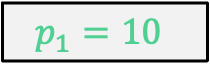 p₁ = 10